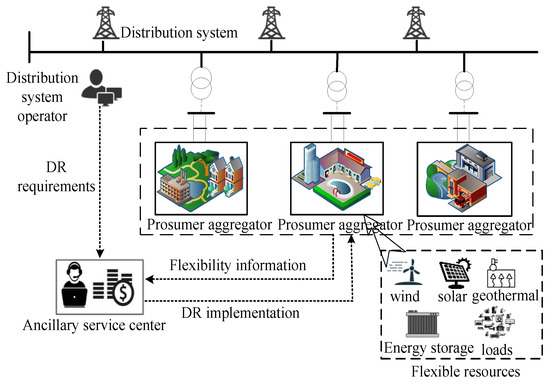 Distribution system
Distribution
system
operator
DR
requirements
Prosumer aggregator
Prosumer aggregator
Prosumer aggregator
Flexibility information
DR implementation
Ancillary service center
wind
solar
geothermal
Energy storage
loads
Flexible resources